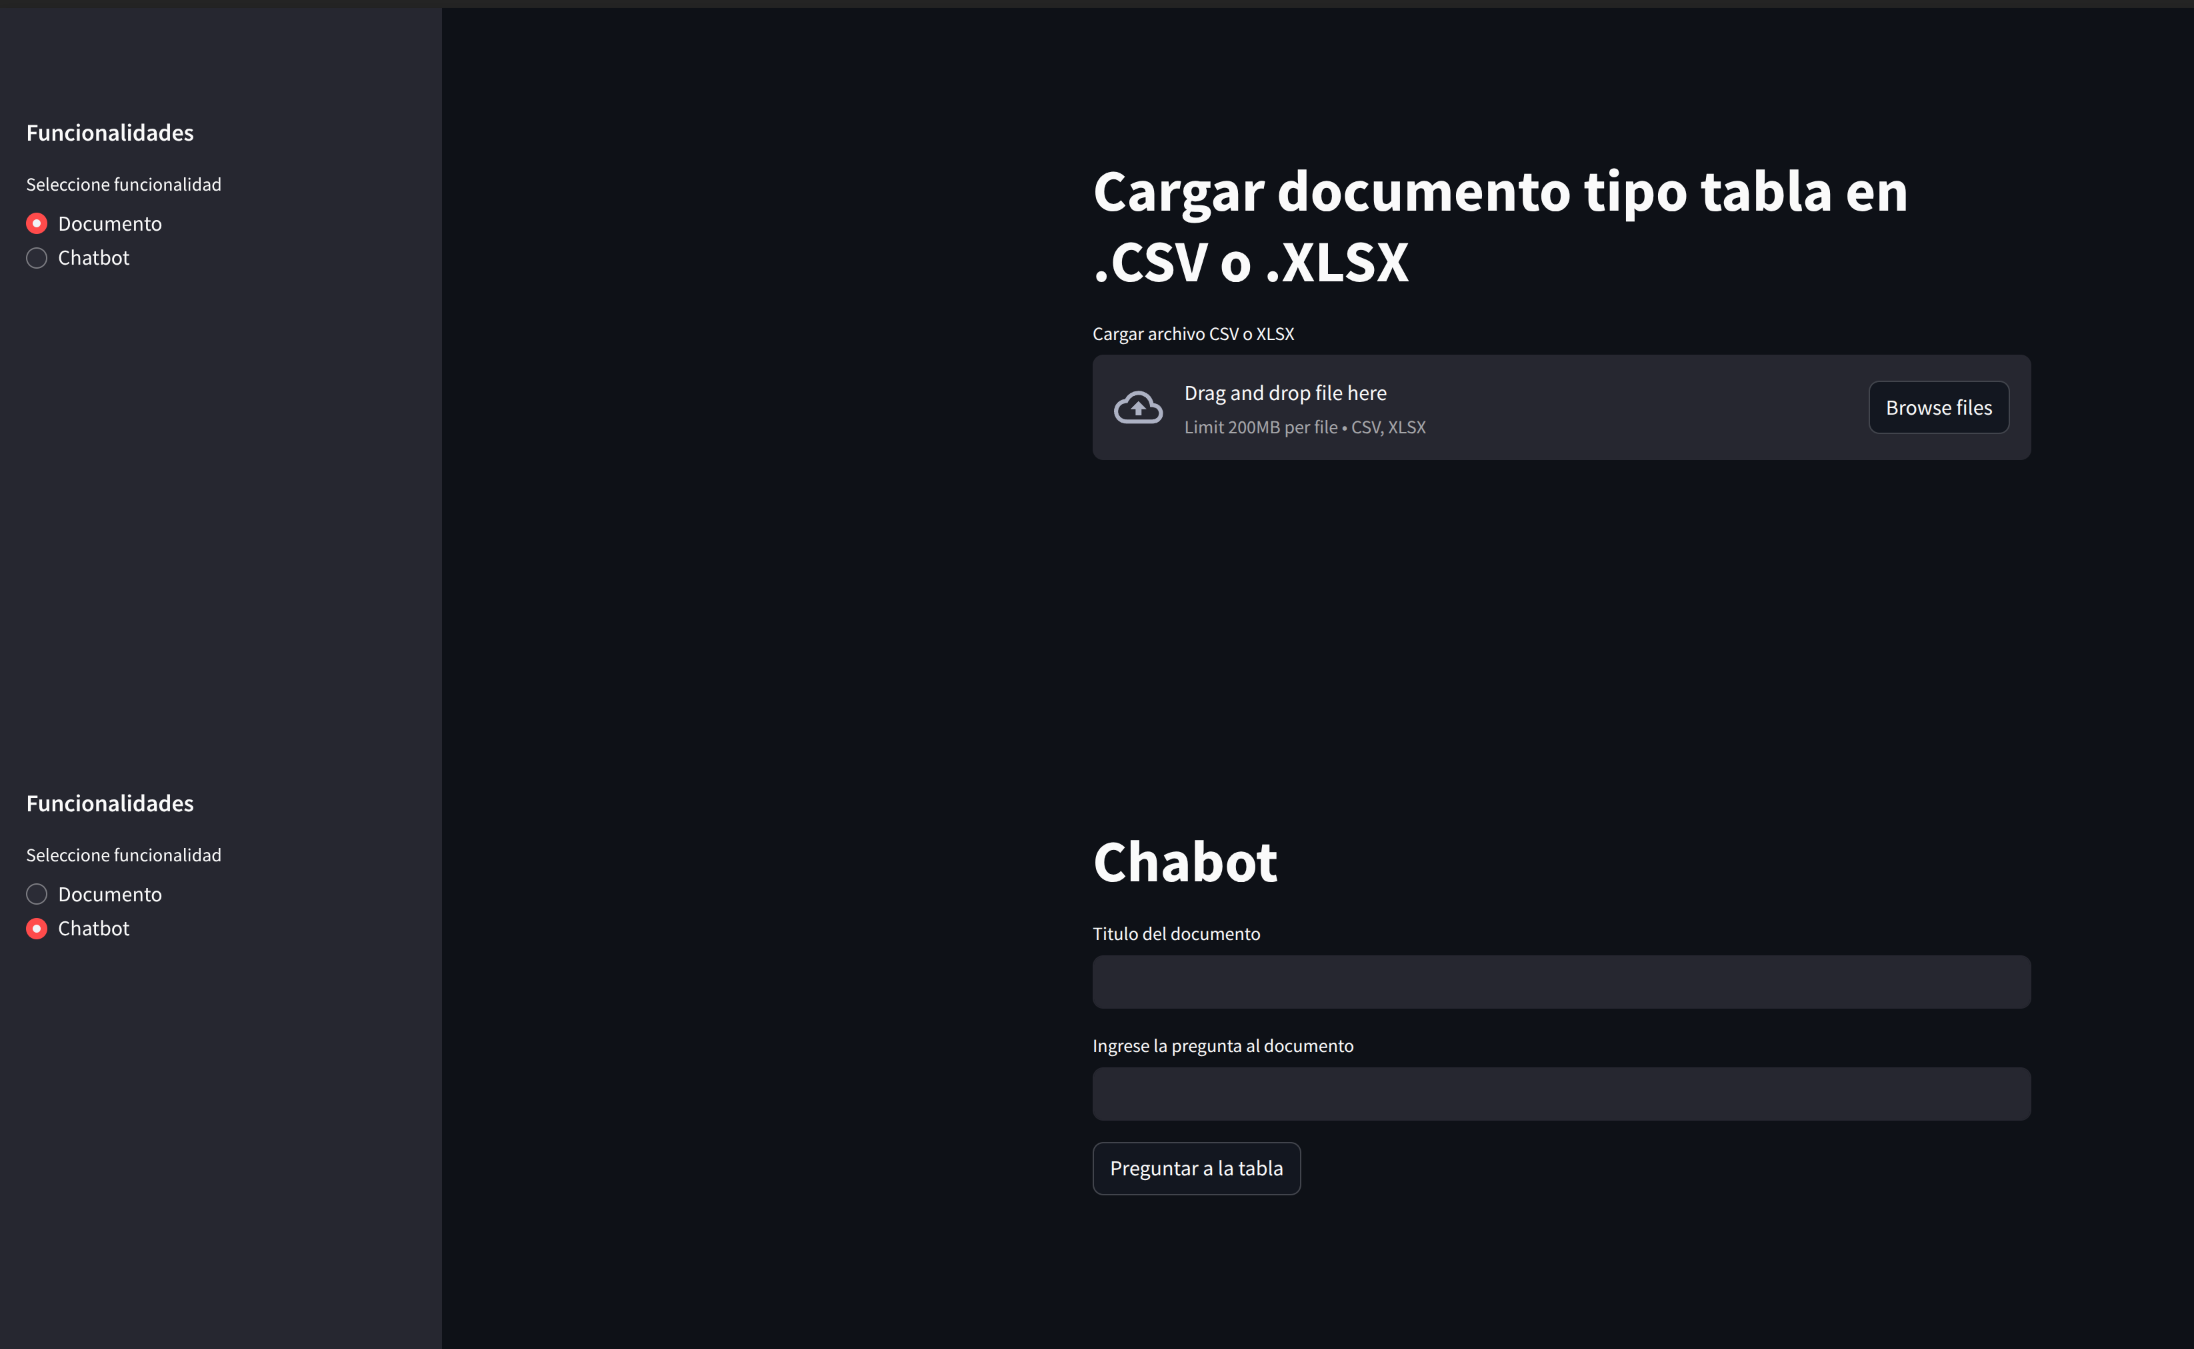 Funcionalidades
Seleccione funcionalidad
Documento
Chatbot
Cargar documento tipo tabla en
.CSV o .XLSX
Cargar archivo CSV o XLSX
Drag and drop file here
Limit 200MB per file • CSV, XLSX
Browse files
Funcionalidades
Seleccione funcionalidad
Documento
Chatbot
Chabot
Titulo del documento
Ingrese la pregunta al documento
Preguntar a la tabla